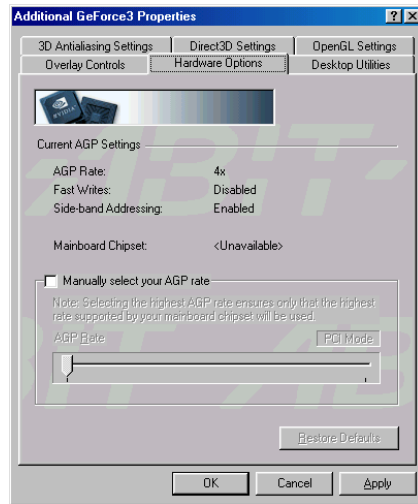 Additional GeForce3 Properties
3D Antialiasing Settings Direct3D Settings OpenGL Settings
Overlay Controls Hardware Options Desktop Utilities
NVIDIA
Current AGP Settings
AGP Rate: 4x
Fast Writes: Disabled
Side-band Addressing: Enabled
Mainboard Chipset: <Unavailable>
Manually select your AGP rate
Note: Selecting the highest AGP rate ensures only that the highest
rate supported by your mainboard chipset will be used.
AGP Rate PCI Mode
Restore Defaults
OK Cancel Apply
ABIT